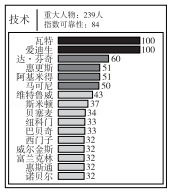 技术
重大人物：239人
指数可靠性：84
瓦特 100
爱迪生 100
达·芬奇 60
惠更斯 51
阿基米得 51
马可尼 50
维特鲁威 43
斯米顿 37
贝塞麦 34
纽科门 33
巴贝奇 33
西门子 32
威尔金斯 32
富兰克林 32
惠斯通 32
诺贝尔 32